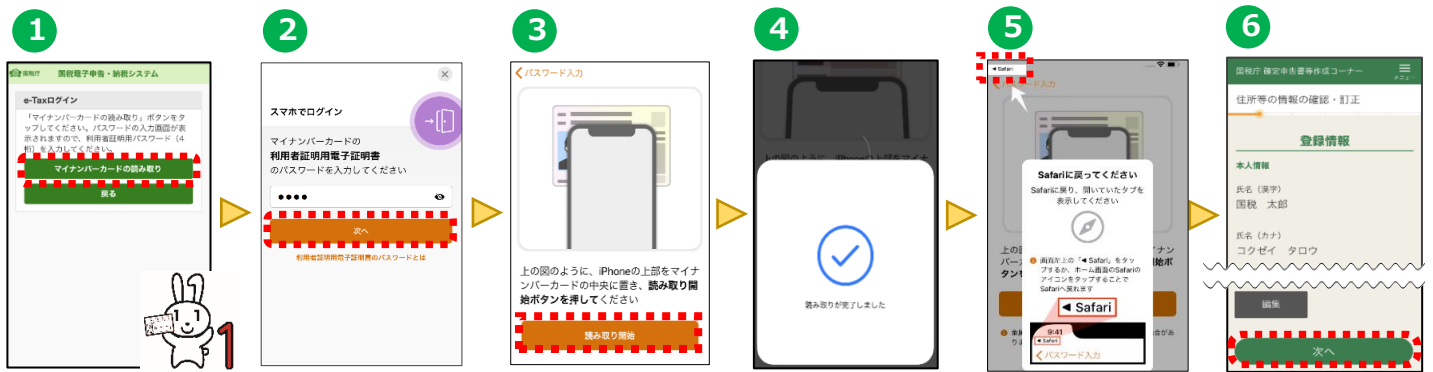 1
国税庁 国税電子申告・納税システム
e-Taxログイン
「マイナンバーカードの読み取り」ボタンをタ
ップしてください。パスワードの入力画面が表
示されますので、利用者証明用パスワード（4
桁）を入力してください。
マイナンバーカードの読み取り
戻る
1
2
スマホでログイン
マイナンバーカードの
利用者証明用電子証明書
のパスワードを入力してください
次へ
利用者証明用電子証明書のパスワードとは
3
パスワード入力
上の図のように、iPhoneの上部をマイナ
ンバーカードの中央に置き、読み取り開
始ボタンを押してください
読み取り開始
4
上の図のように、iPhoneの上部をマイナ
読み取りが完了しました
5
◀ Safari
パスワード入力
Safariに戻ってください
Safariに戻り、開いていたタブを
表示してください
画面左上の「◀ Safari」をタッ
プするか、ホーム画面のSafariの
アイコンをタップすることで
Safariへ戻れます
◀ Safari
9:41
◀ Safari
パスワード入力
6
国税庁 確定申告書等作成コーナー
メニュー
住所等の情報の確認・訂正
登録情報
本人情報
氏名（漢字）
国税 太郎
氏名（カナ）
コクゼイ タロウ
編集
次へ